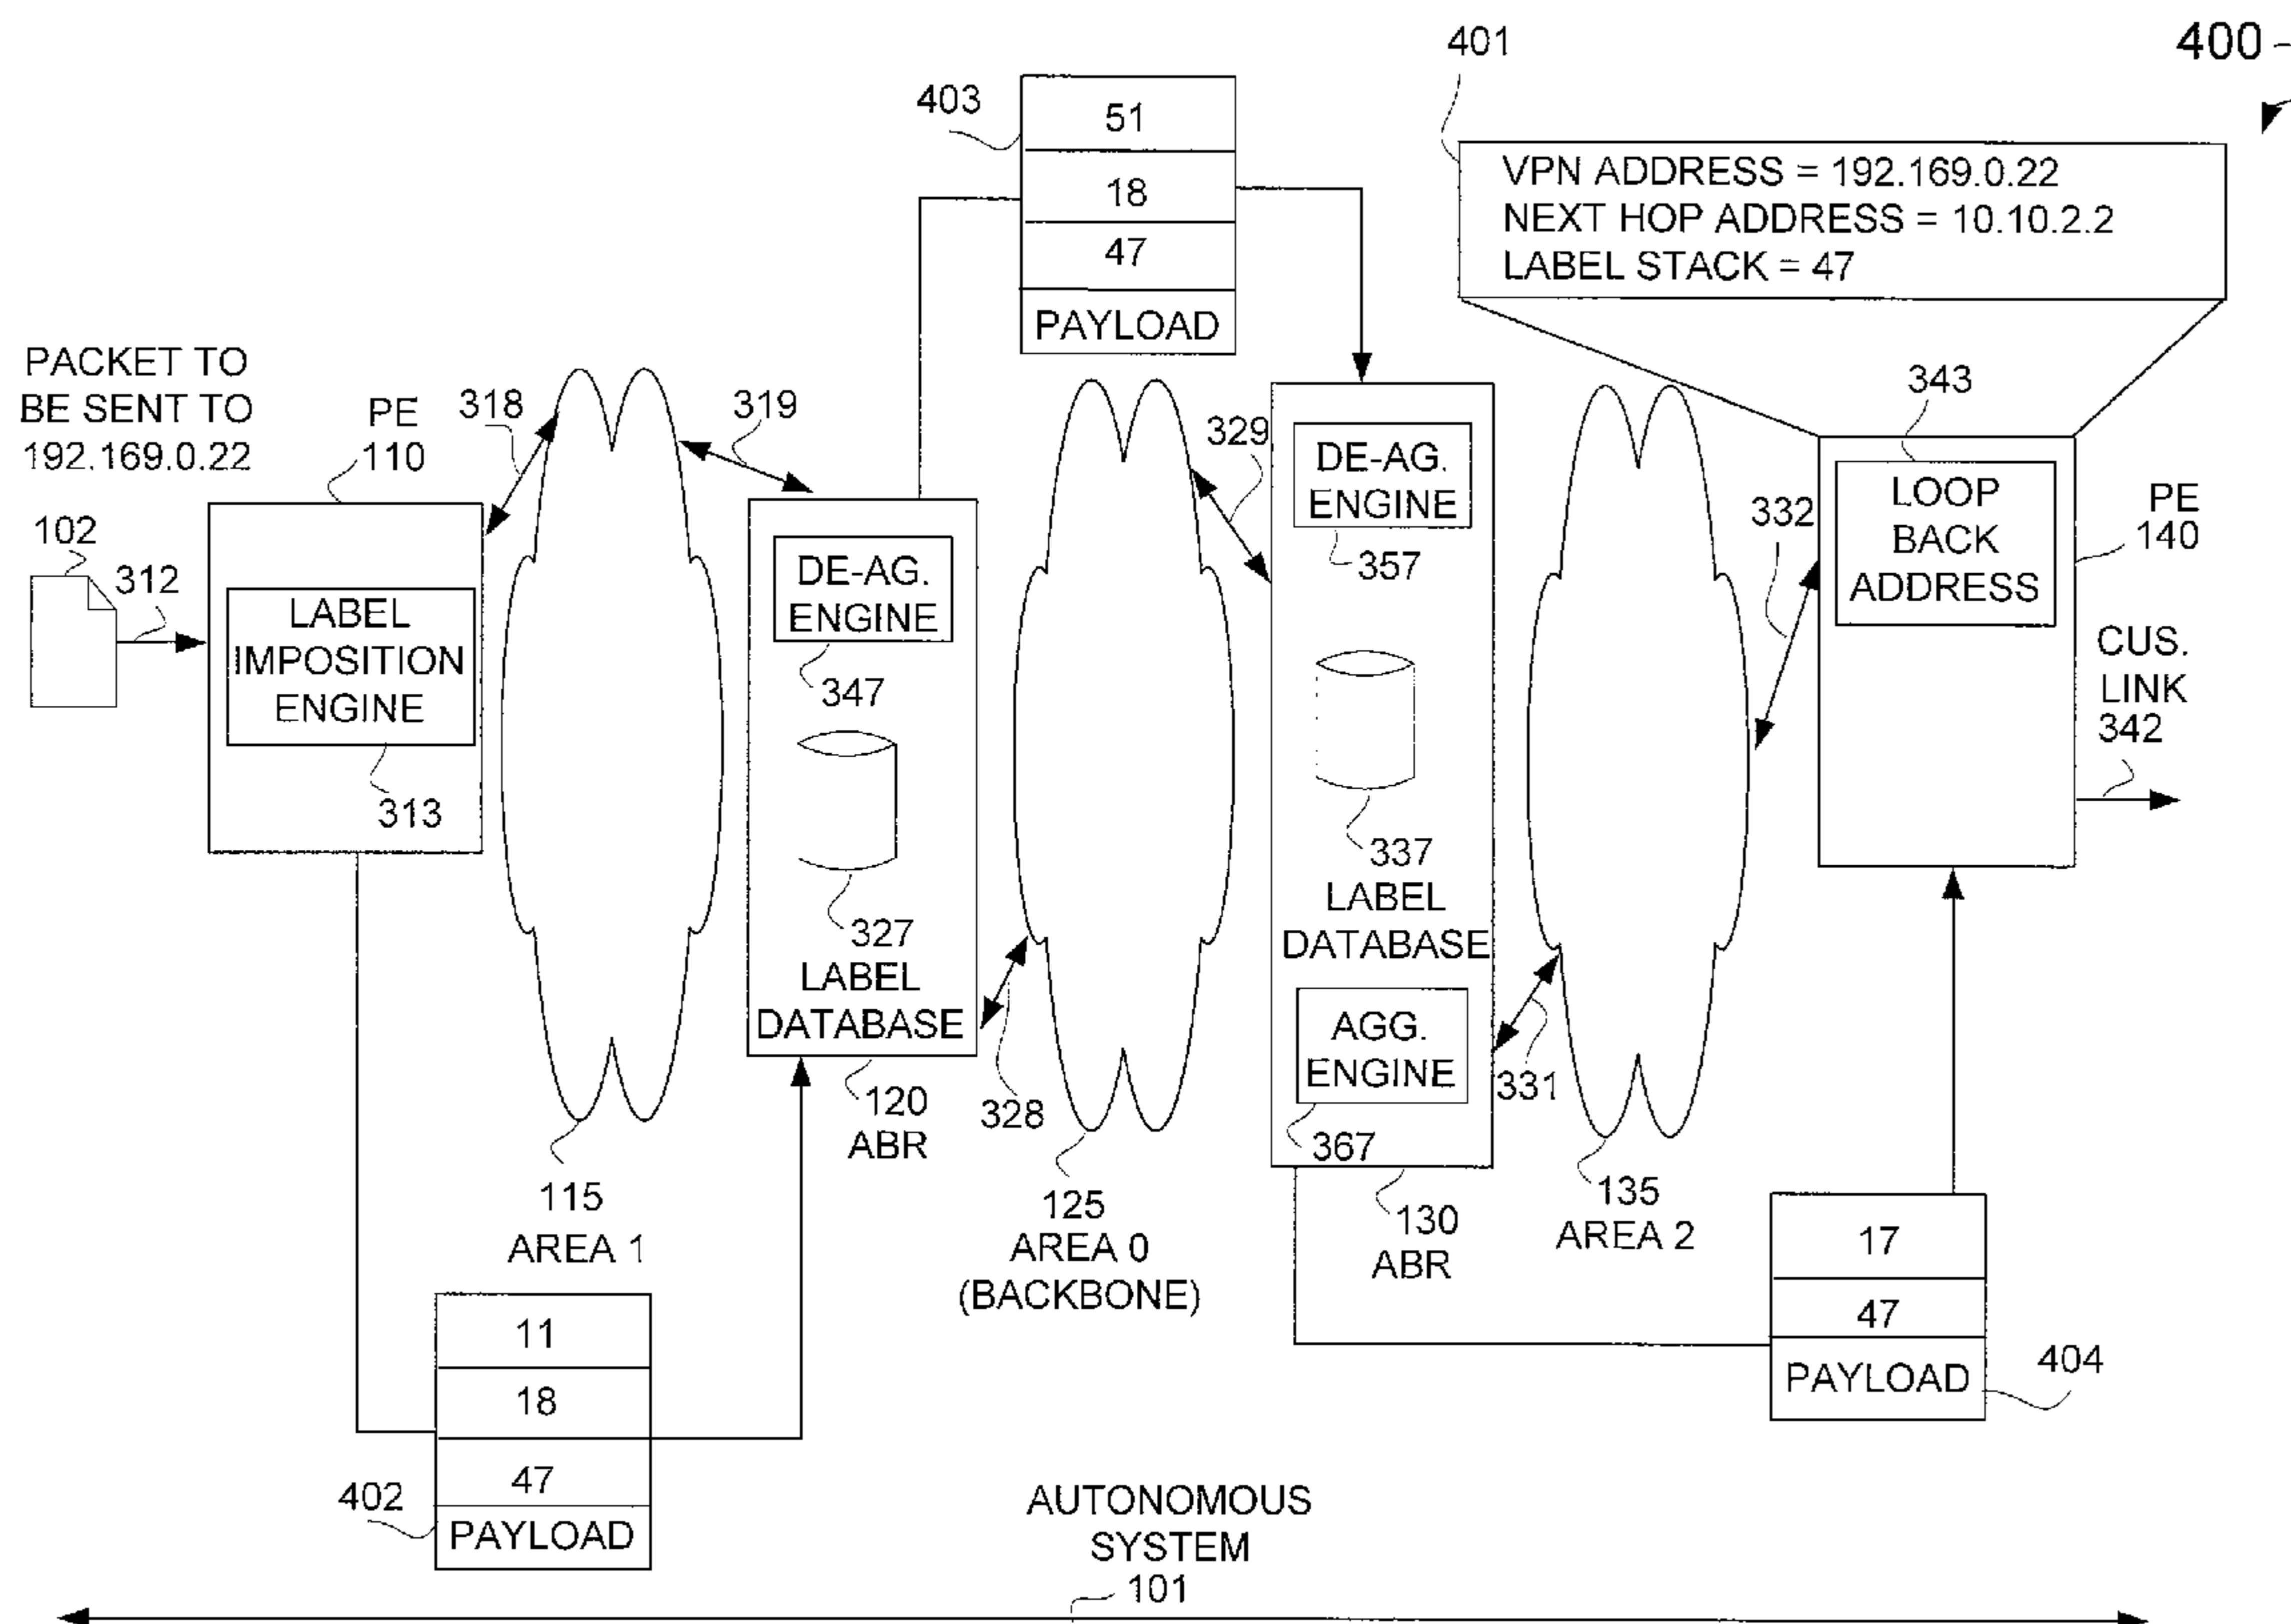 400
401
403
51
18
47
PAYLOAD
VPN ADDRESS = 192.169.0.22
NEXT HOP ADDRESS = 10.10.2.2
LABEL STACK = 47
PACKET TO
BE SENT TO
192.169.0.22
PE
110
318
319
329
343
102
312
LABEL
IMPOSITION
ENGINE
313
DE-AG.
ENGINE
347
327
LABEL
DATABASE
120
ABR
328
DE-AG.
ENGINE
357
337
LABEL
DATABASE
AGG.
ENGINE
367
331
332
LOOP
BACK
ADDRESS
PE
140
CUS.
LINK
342
115
AREA 1
125
AREA 0
(BACKBONE)
130
ABR
135
AREA 2
11
18
47
PAYLOAD
402
17
47
PAYLOAD
404
AUTONOMOUS
SYSTEM
101